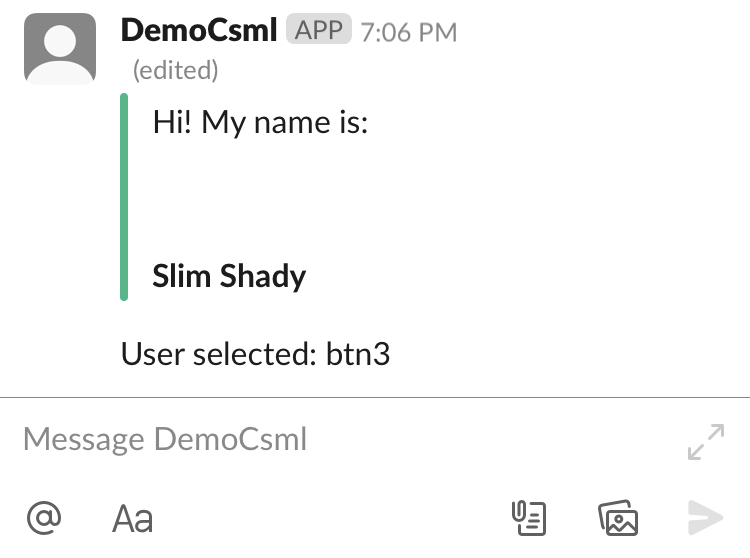 DemoCsml APP 7:06 PM
(edited)
Hi! My name is:
Slim Shady
User selected: btn3
Message DemoCsml
@ Aa